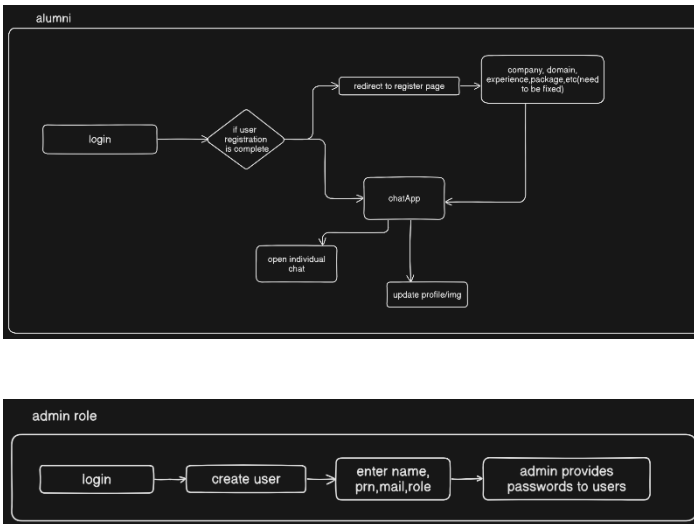 alumni
redirect to register page
company, domain,
experience,package,etc(need
to be fixed)
login
if user
registration
is complete
chatApp
open individual
chat
update profile/img
admin role
login
create user
enter name,
prn,mail,role
admin provides
passwords to users